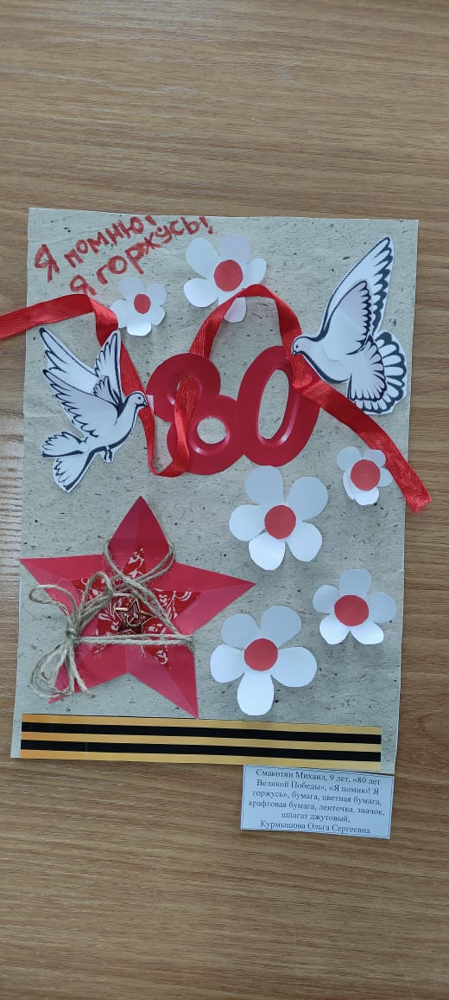 Я помню!
Я горжусь!
80
Смакотин Михаил, 9 лет, «80 лет
Великой Победы», «Я помню! Я
горжусь», бумага, цветная бумага,
крафтовая бумага, ленточка, значок,
шпагат джутовый,
Курмышова Ольга Сергеевна